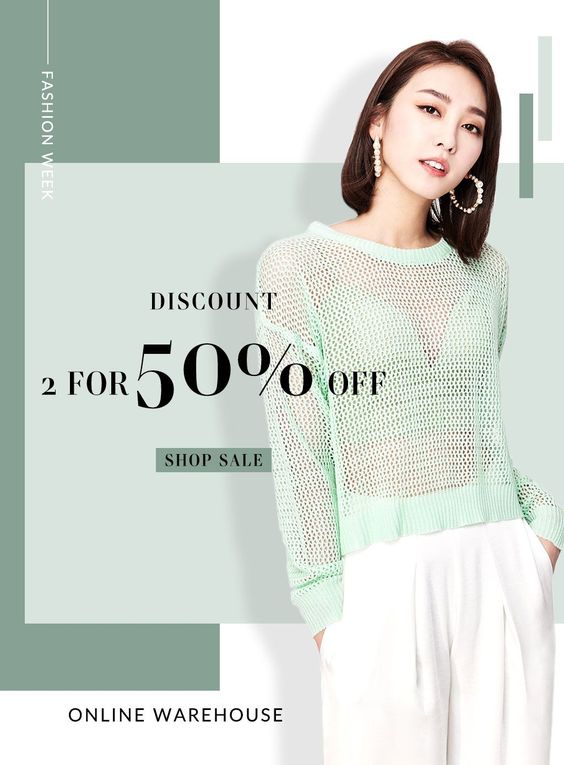 FASHION WEEK
DISCOUNT
2 FOR 50% OFF
SHOP SALE
ONLINE WAREHOUSE